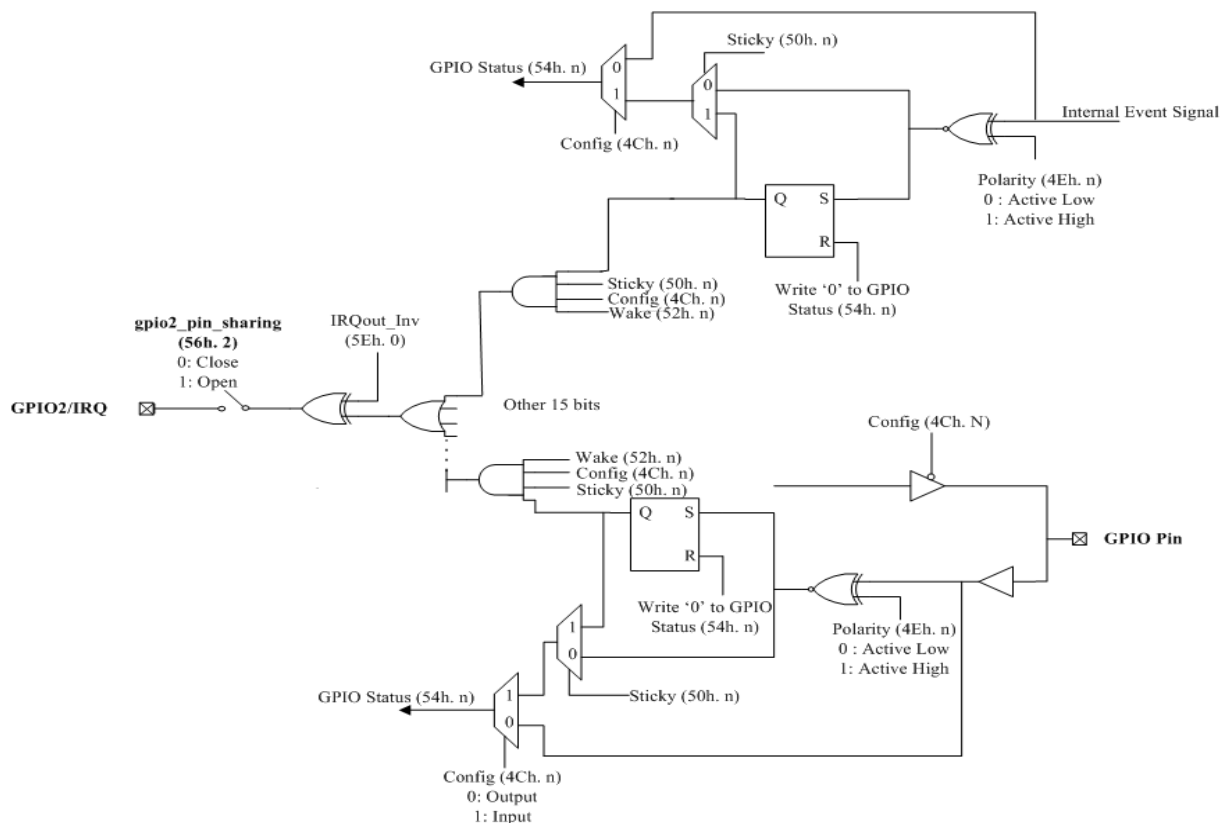 Sticky (50h. n)
GPIO Status (54h. n)
0
1
0
1
Internal Event Signal
Config (4Ch. n)
Polarity (4Eh. n)
0 : Active Low
1: Active High
Q
S
R
Sticky (50h. n)
Config (4Ch. n)
Wake (52h. n)
Write ‘0’ to GPIO
Status (54h. n)
gpio2_pin_sharing
(56h. 2)
0: Close
1: Open
IRQout_Inv
(5Eh. 0)
GPIO2/IRQ
Other 15 bits
Config (4Ch. N)
Wake (52h. n)
Config (4Ch. n)
Sticky (50h. n)
Q
S
R
GPIO Pin
Write ‘0’ to GPIO
Status (54h. n)
Polarity (4Eh. n)
0 : Active Low
1: Active High
1
0
GPIO Status (54h. n)
1
0
Sticky (50h. n)
Config (4Ch. n)
0: Output
1: Input